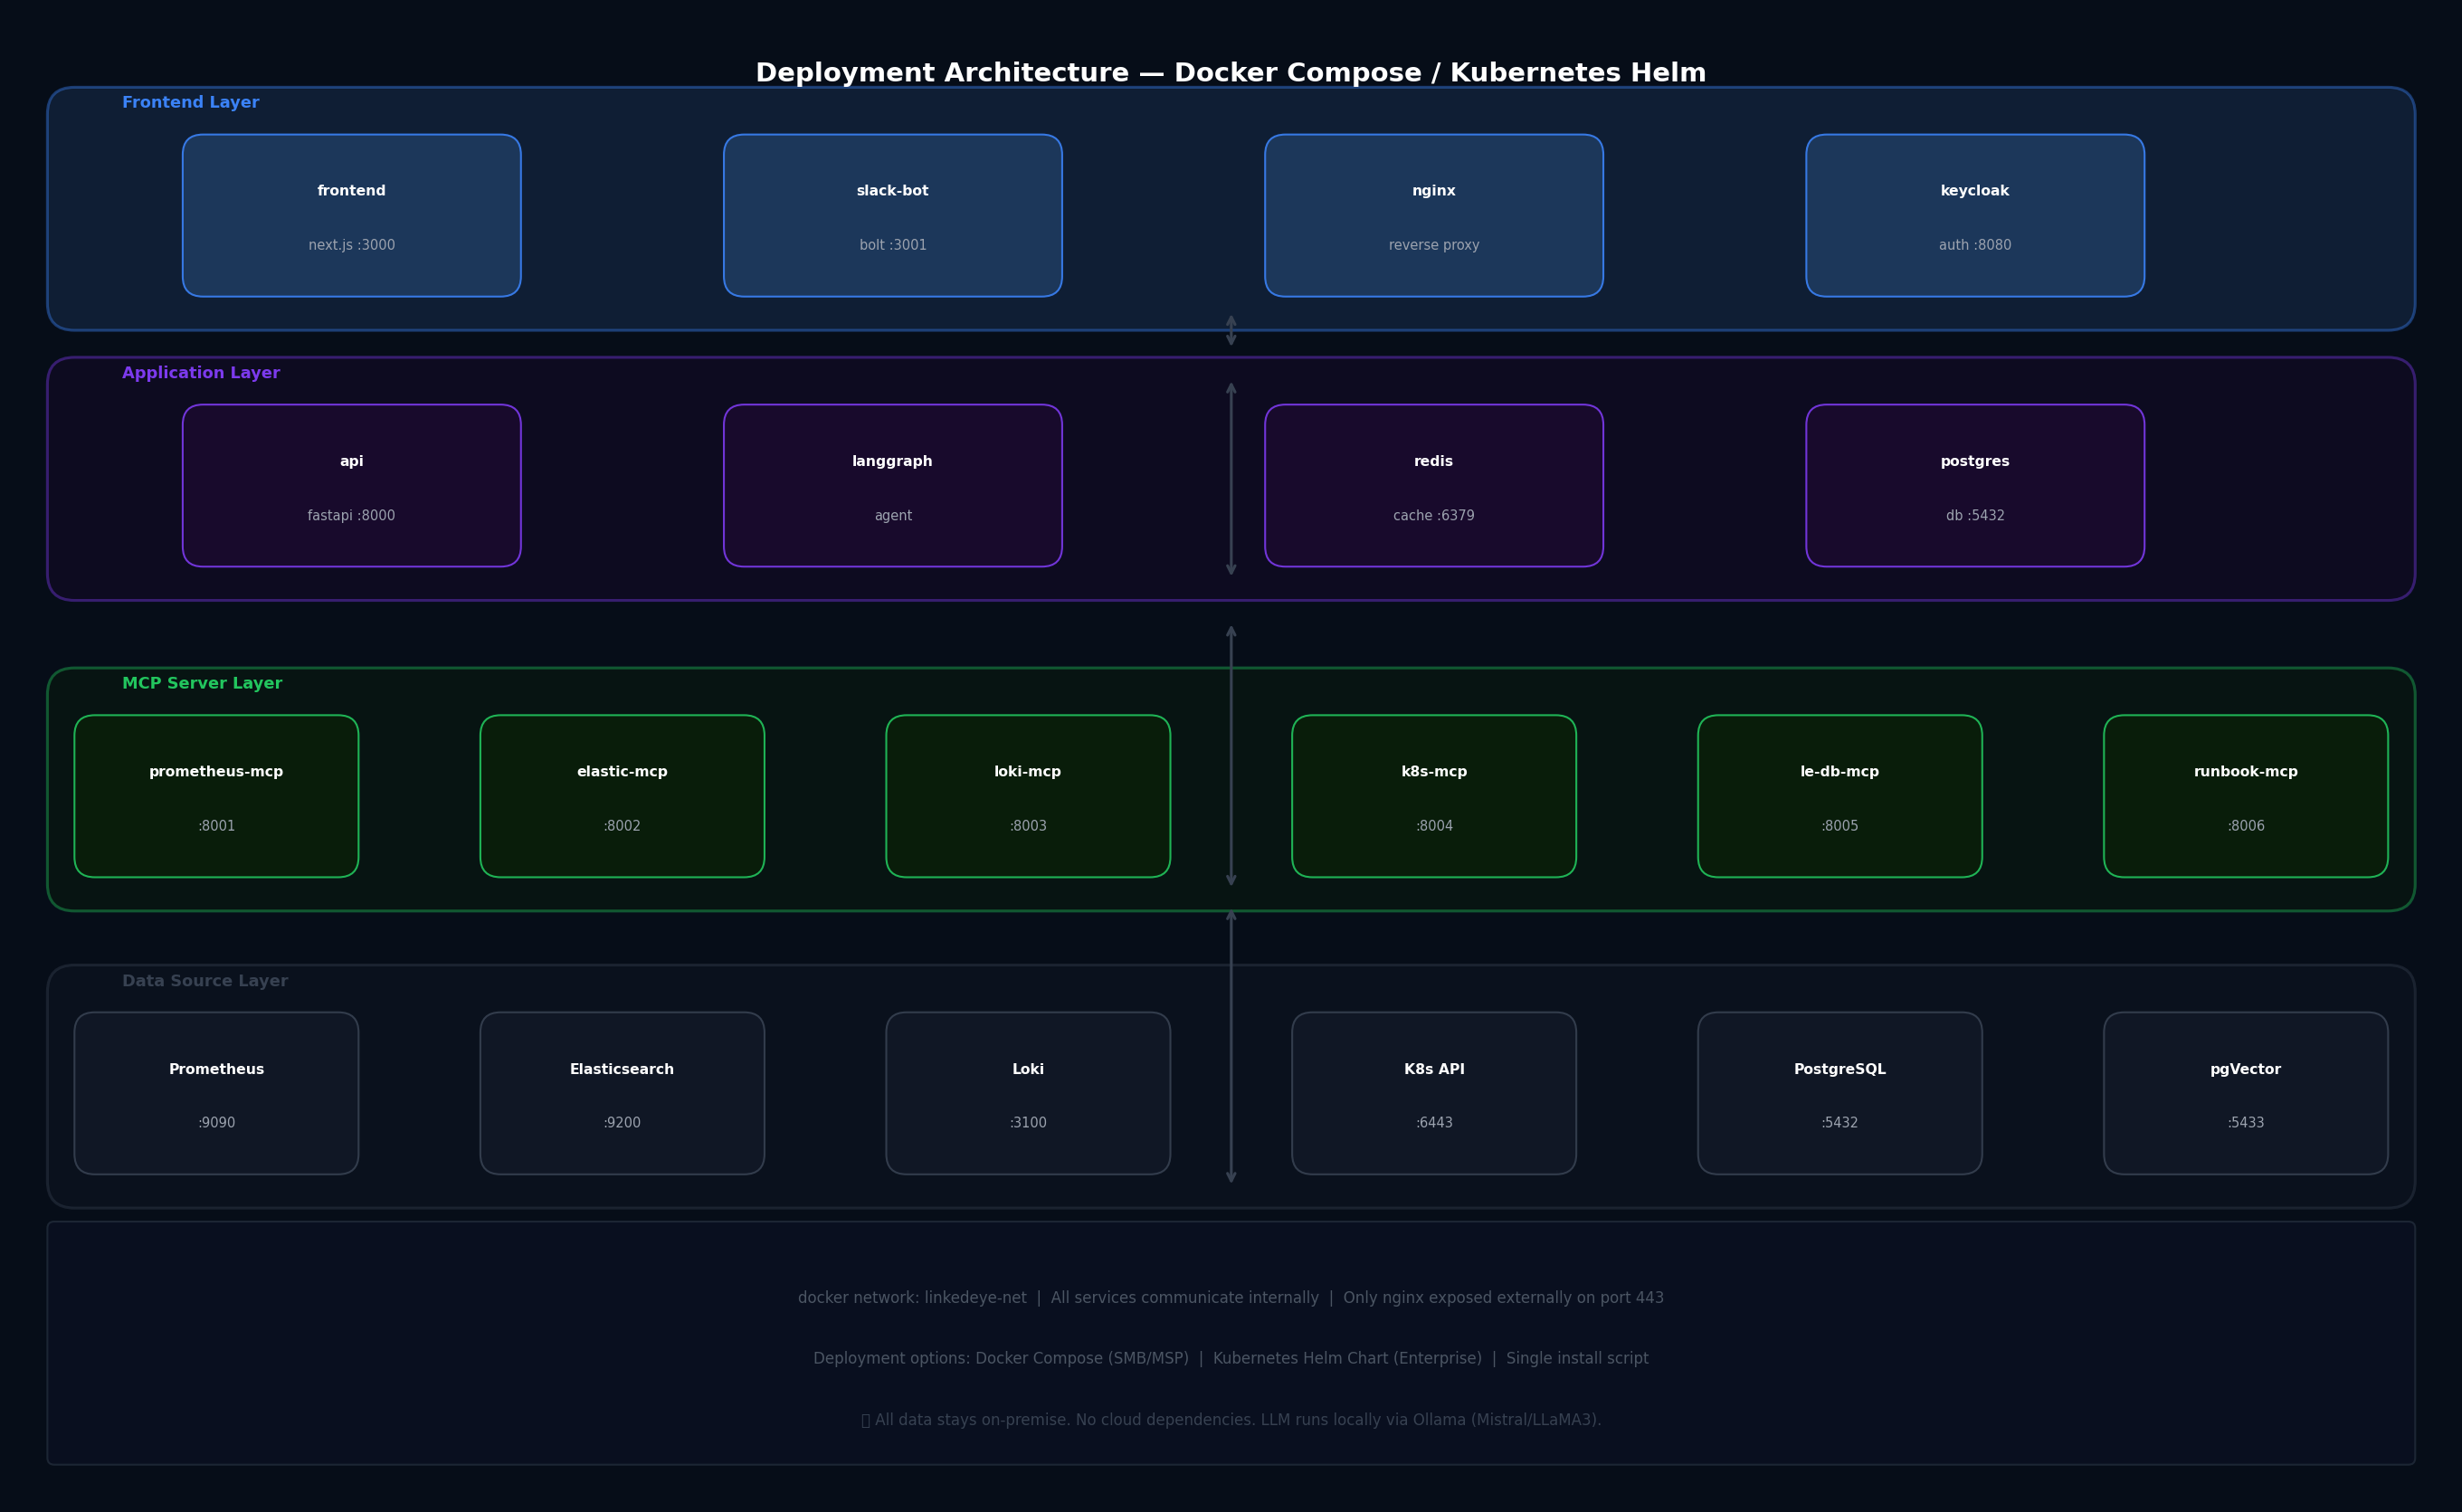 Deployment Architecture — Docker Compose / Kubernetes Helm
Frontend Layer
frontend
next.js :3000
slack-bot
bolt :3001
nginx
reverse proxy
keycloak
auth :8080
Application Layer
api
fastapi :8000
langgraph
agent
redis
cache :6379
postgres
db :5432
MCP Server Layer
prometheus-mcp
:8001
elastic-mcp
:8002
loki-mcp
:8003
k8s-mcp
:8004
le-db-mcp
:8005
runbook-mcp
:8006
Data Source Layer
Prometheus
:9090
Elasticsearch
:9200
Loki
:3100
K8s API
:6443
PostgreSQL
:5432
pgVector
:5433
docker network: linkedeye-net | All services communicate internally | Only nginx exposed externally on port 443
Deployment options: Docker Compose (SMB/MSP) | Kubernetes Helm Chart (Enterprise) | Single install script
All data stays on-premise. No cloud dependencies. LLM runs locally via Ollama (Mistral/LLaMA3).